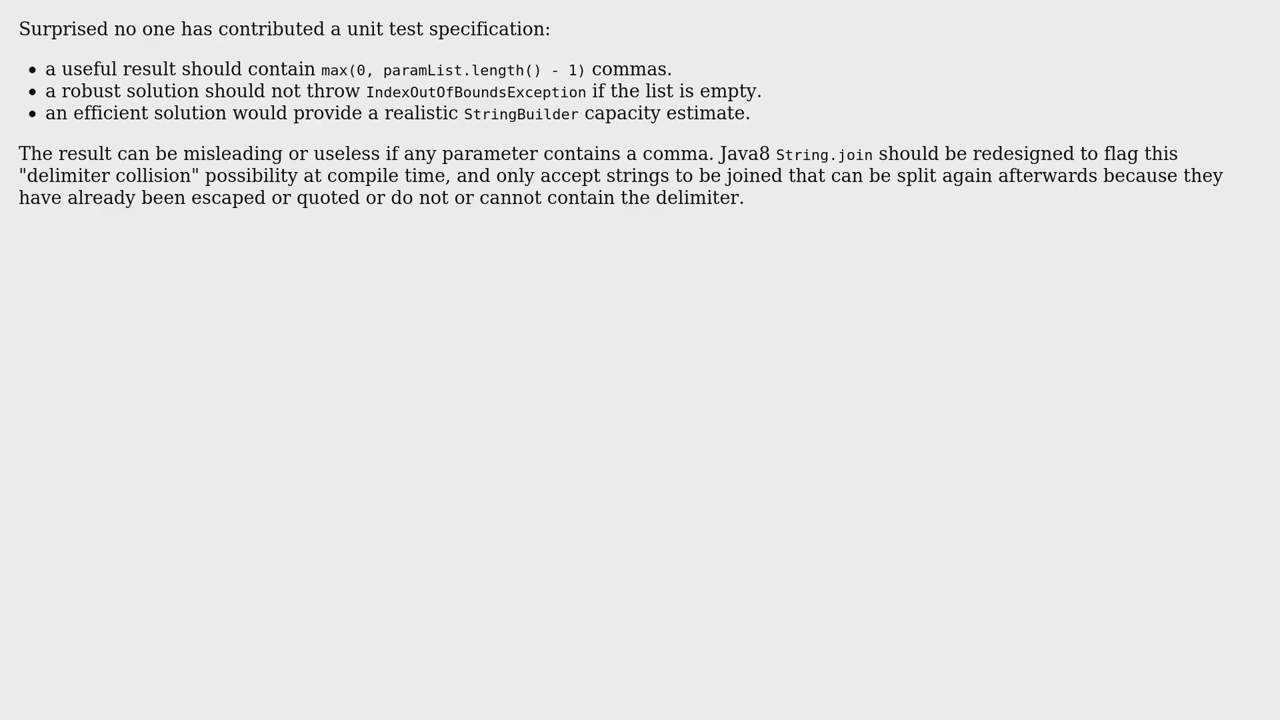 Surprised no one has contributed a unit test specification:
• a useful result should contain max(0, paramList.length() - 1) commas.
• a robust solution should not throw IndexOutOfBoundsException if the list is empty.
• an efficient solution would provide a realistic StringBuilder capacity estimate.
The result can be misleading or useless if any parameter contains a comma. Java8 String.join should be redesigned to flag this
"delimiter collision" possibility at compile time, and only accept strings to be joined that can be split again afterwards because they
have already been escaped or quoted or do not or cannot contain the delimiter.